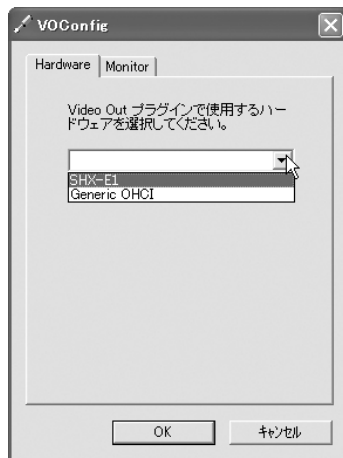 VOConfig
Hardware Monitor
Video Out プラグインで使用するハー
ドウェアを選択してください。
SHX-E1
Generic OHCI
OK キャンセル